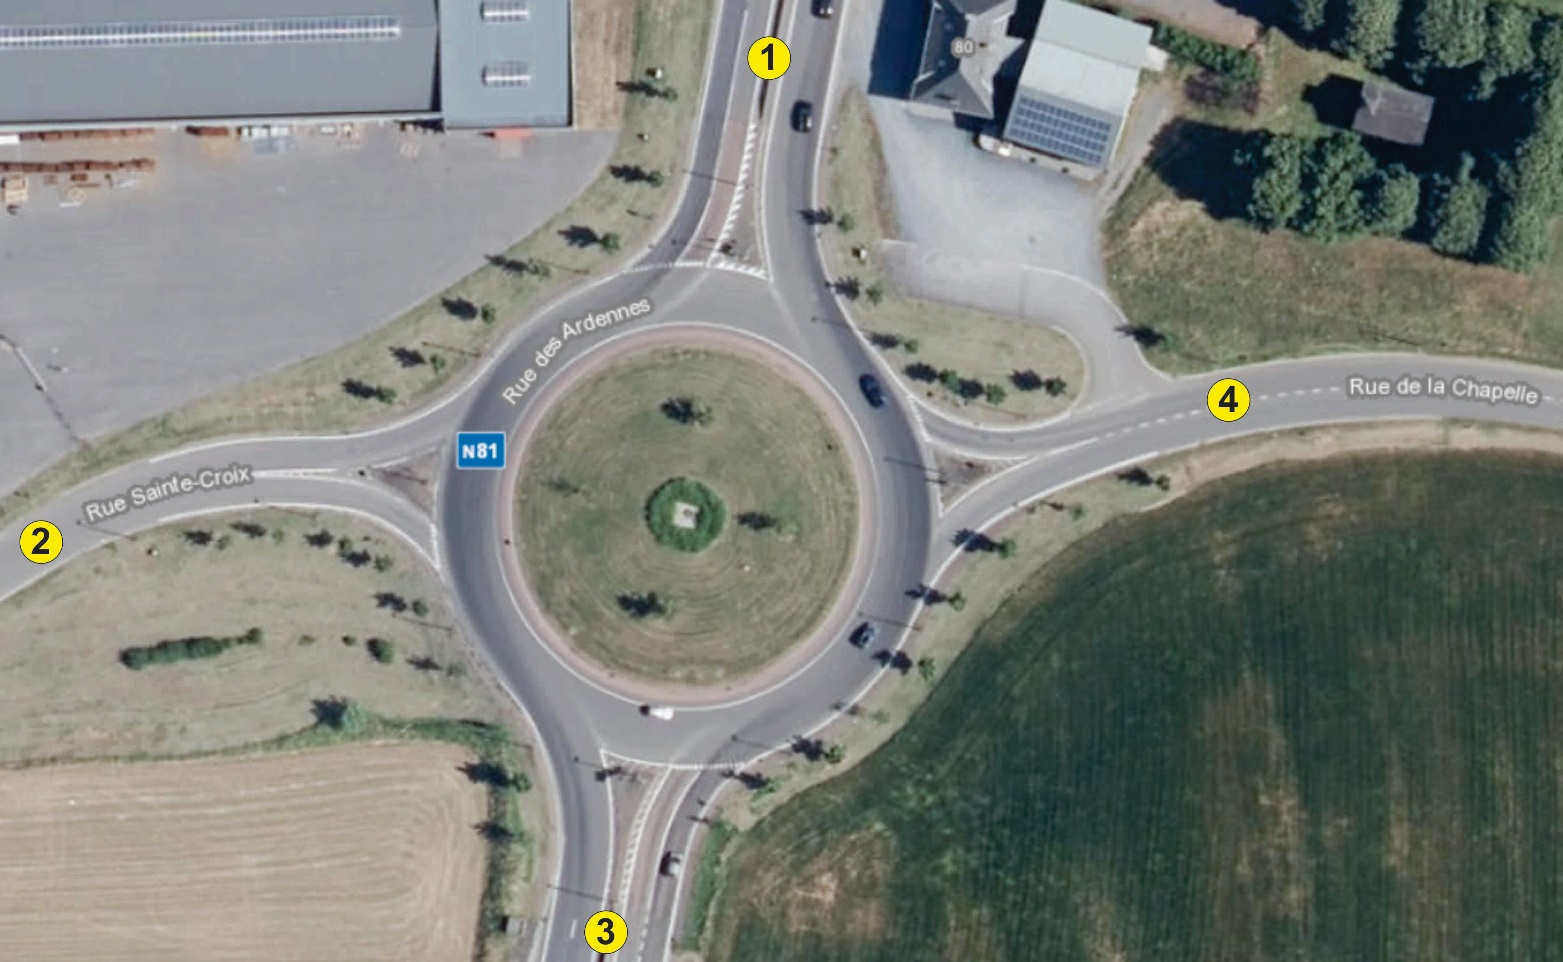 1
80
Rue des Ardennes
4
Rue de la Chapelle
N81
Rue Sainte-Croix
2
3